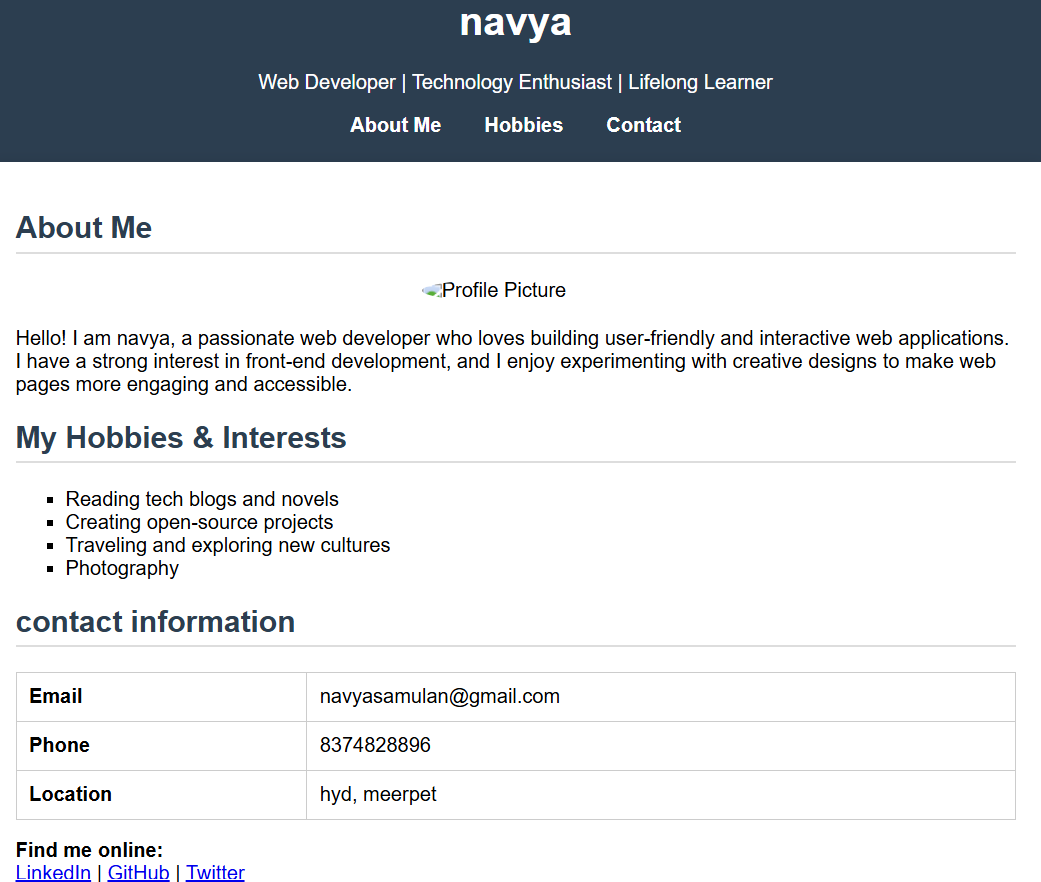 navya
Web Developer | Technology Enthusiast | Lifelong Learner
About Me Hobbies Contact
About Me
Profile Picture
Hello! I am navya, a passionate web developer who loves building user-friendly and interactive web applications.
I have a strong interest in front-end development, and I enjoy experimenting with creative designs to make web
pages more engaging and accessible.
My Hobbies & Interests
Reading tech blogs and novels
Creating open-source projects
Traveling and exploring new cultures
Photography
contact information
Email navyasamulan@gmail.com
Phone 8374828896
Location hyd, meerpet
Find me online:
LinkedIn | GitHub | Twitter